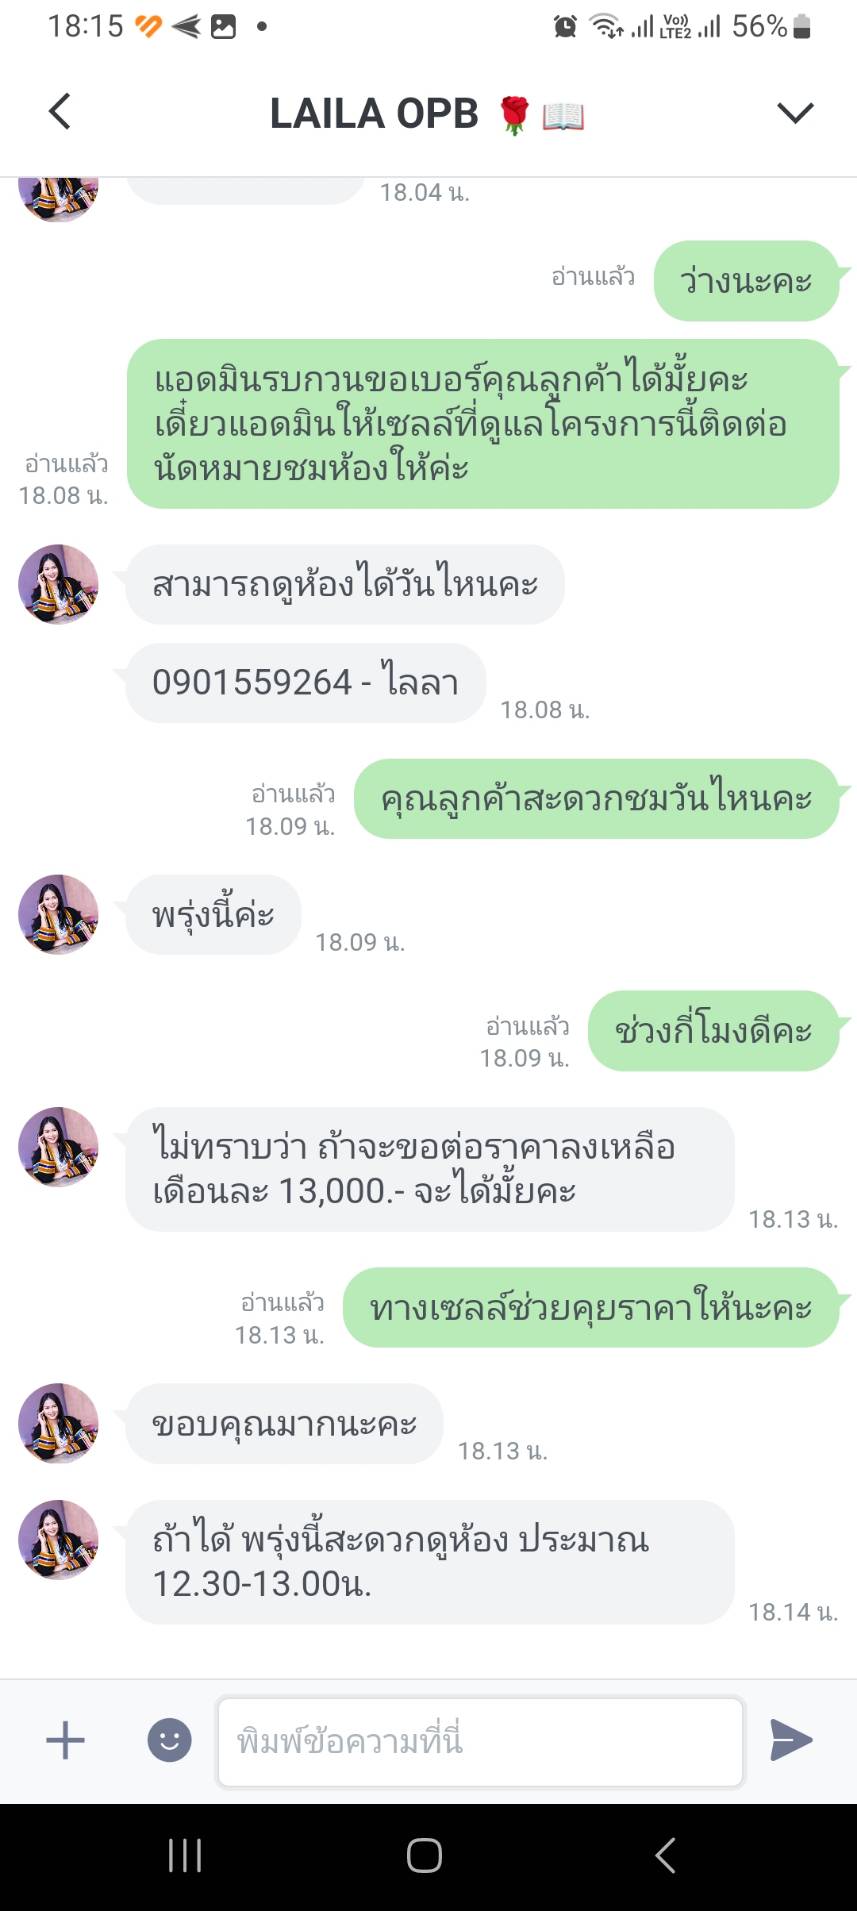 18:15
Vo))
LTE2
56%
LAILA OPB 🌹📖
18.04 น.
อ่านแล้ว
ว่างนะคะ
แอดมินรบกวนขอเบอร์คุณลูกค้าได้มั้ยคะ
เดี๋ยวแอดมินให้เซลล์ที่ดูแลโครงการนี้ติดต่อ
นัดหมายชมห้องให้ค่ะ
อ่านแล้ว
18.08 น.
สามารถดูห้องได้วันไหนคะ
0901559264 - ไลลา
18.08 น.
อ่านแล้ว
18.09 น.
คุณลูกค้าสะดวกชมวันไหนคะ
พรุ่งนี้ค่ะ
18.09 น.
อ่านแล้ว
18.09 น.
ช่วงกี่โมงดีคะ
ไม่ทราบว่า ถ้าจะขอต่อราคาลงเหลือ
เดือนละ 13,000.- จะได้มั้ยคะ
18.13 น.
อ่านแล้ว
18.13 น.
ทางเซลล์ช่วยคุยราคาให้นะคะ
ขอบคุณมากนะคะ
18.13 น.
ถ้าได้ พรุ่งนี้สะดวกดูห้อง ประมาณ
12.30-13.00น.
18.14 น.
พิมพ์ข้อความที่นี่